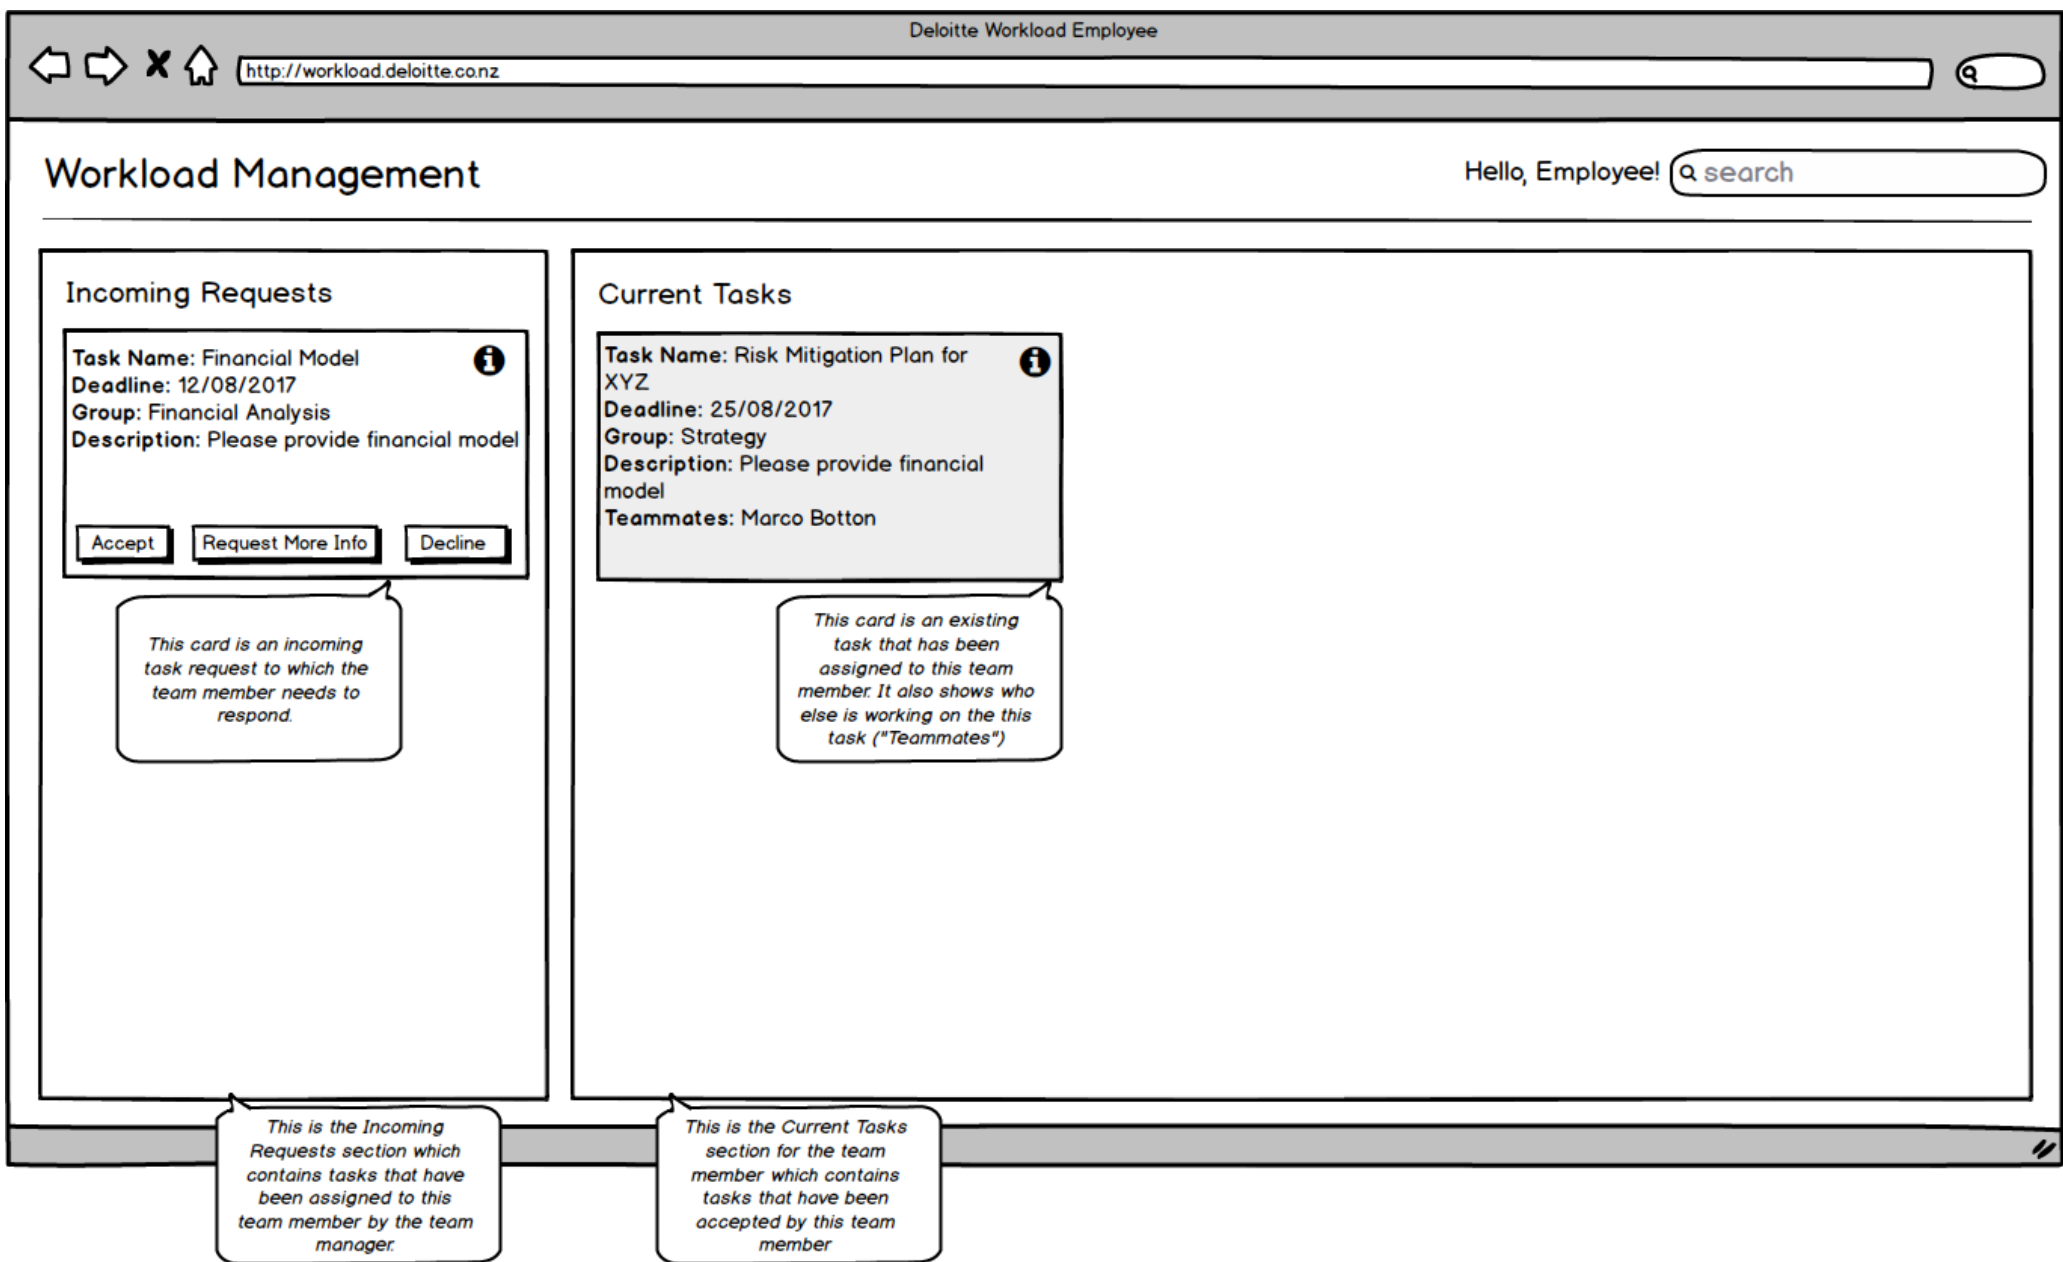 Deloitte Workload Employee
http://workload.deloitte.co.nz
Workload Management
Hello, Employee!
search
Incoming Requests
Task Name: Financial Model
Deadline: 12/08/2017
Group: Financial Analysis
Description: Please provide financial model
Accept
Request More Info
Decline
This card is an incoming
task request to which the
team member needs to
respond.
Current Tasks
Task Name: Risk Mitigation Plan for
XYZ
Deadline: 25/08/2017
Group: Strategy
Description: Please provide financial
model
Teammates: Marco Botton
This card is an existing
task that has been
assigned to this team
member. It also shows who
else is working on the this
task ("Teammates")
This is the Incoming
Requests section which
contains tasks that have
been assigned to this
team member by the team
manager.
This is the Current Tasks
section for the team
member which contains
tasks that have been
accepted by this team
member